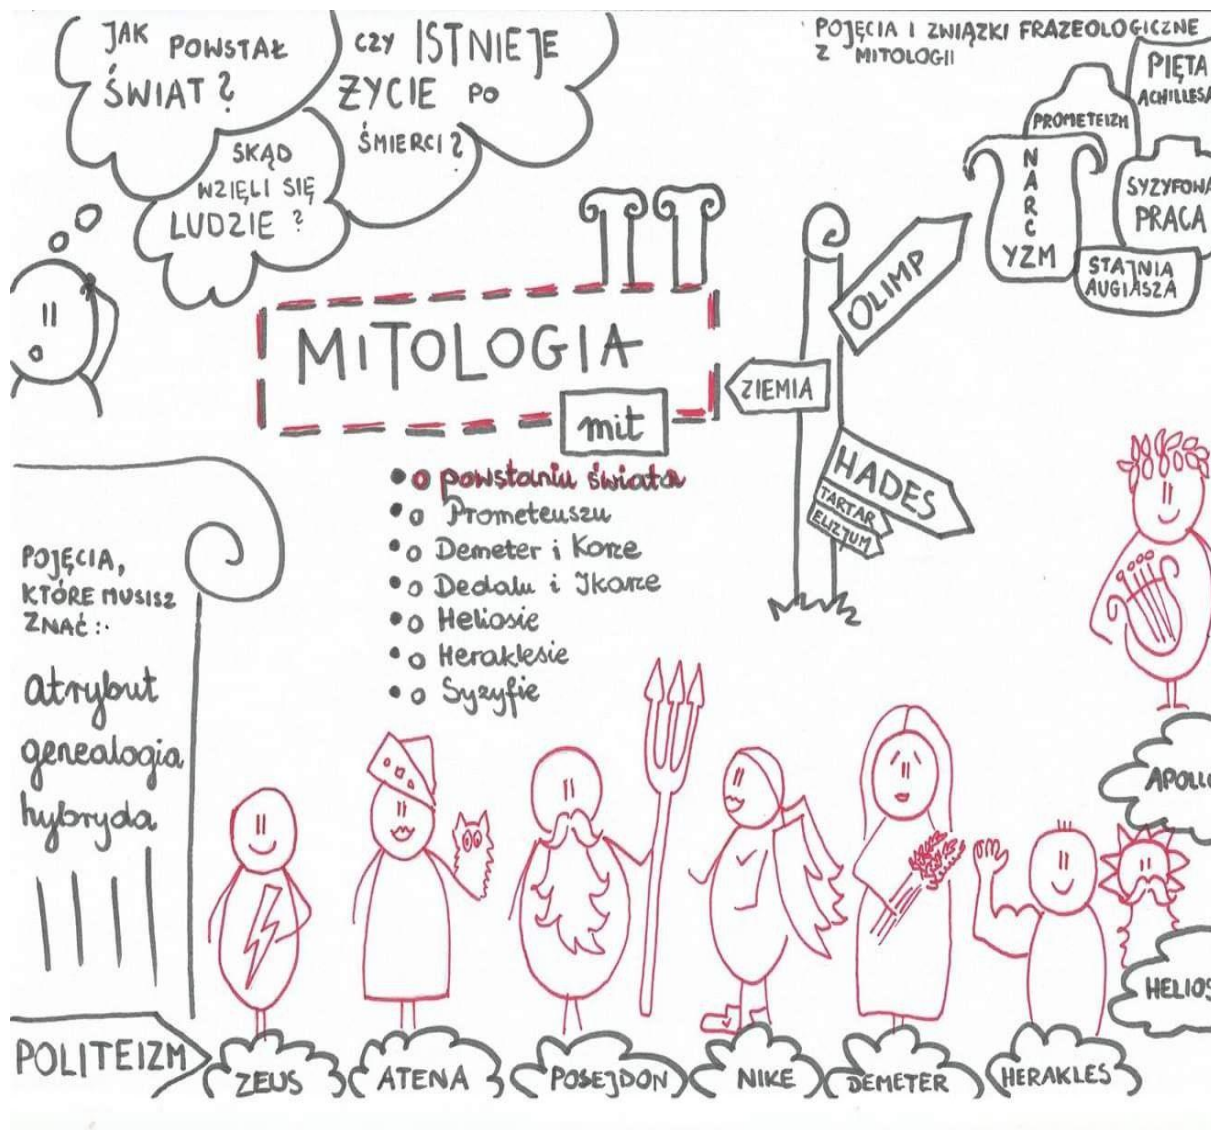 JAK POWSTAŁ
ŚWIAT?
CZY ISTNIEJE
ŻYCIE PO
ŚMIERCI?
SKĄD
WZIĘLI SIĘ
LUDZIE?
POJĘCIA I ZWIĄZKI FRAZEOLOGICZNE
Z MITOLOGII
PIĘTA
ACHILLESA
PROMETEIZM
NARCYZM
SYZYFOWA
PRACA
STAJNIA
AUGIASZA
MiTOLOGIA
mit
OLIMP
ZIEMIA
HADES
TARTAR
ELIZJUM
o powstaniu świata
o Prometeuszu
o Demeter i Korze
o Dedalu i Ikarze
o Heliosie
o Heraklesie
o Syzyfie
POJĘCIA,
KTÓRE MUSISZ
ZNAĆ:
atrybut
genealogia
hybryda
POLITEIZM
ZEUS
ATENA
POSEJDON
NIKE
DEMETER
HERAKLES
APOLLO
HELIOS